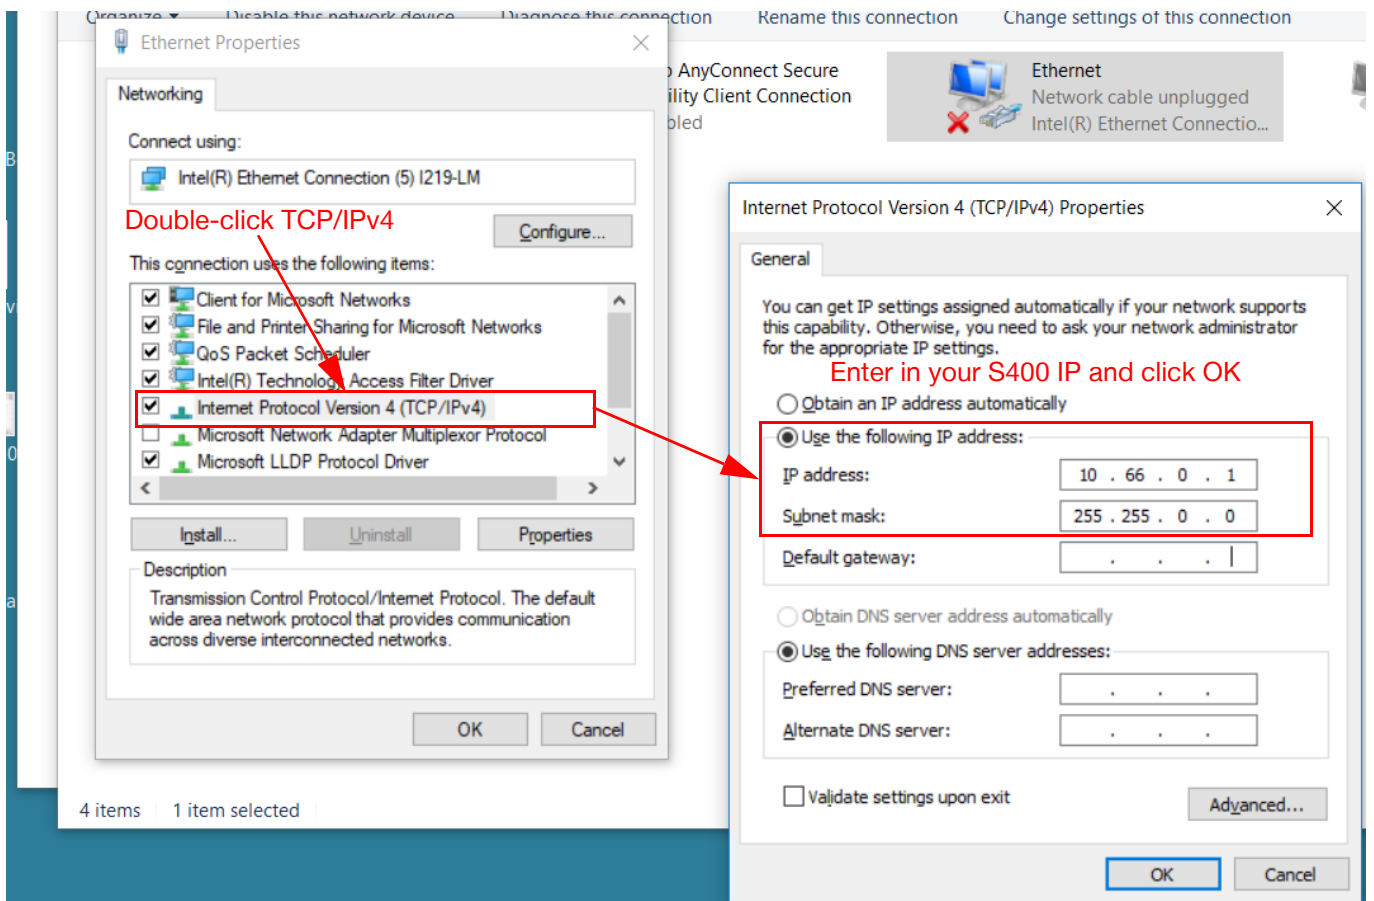 Organize ▾ Disable this network device Diagnose this connection Rename this connection Change settings of this connection
Ethernet Properties
Networking
Connect using:
Intel(R) Ethernet Connection (5) I219-LM
Double-click TCP/IPv4
Configure...
This connection uses the following items:
Client for Microsoft Networks
File and Printer Sharing for Microsoft Networks
QoS Packet Scheduler
Intel(R) Technology Access Filter Driver
Internet Protocol Version 4 (TCP/IPv4)
Microsoft Network Adapter Multiplexor Protocol
Microsoft LLDP Protocol Driver
Install... Uninstall Properties
Description
Transmission Control Protocol/Internet Protocol. The default
wide area network protocol that provides communication
across diverse interconnected networks.
OK Cancel
4 items 1 item selected
AnyConnect Secure
ility Client Connection
bled
Ethernet
Network cable unplugged
Intel(R) Ethernet Connectio...
Internet Protocol Version 4 (TCP/IPv4) Properties
General
You can get IP settings assigned automatically if your network supports
this capability. Otherwise, you need to ask your network administrator
for the appropriate IP settings.
Enter in your S400 IP and click OK
Obtain an IP address automatically
Use the following IP address:
IP address: 10 . 66 . 0 . 1
Subnet mask: 255 . 255 . 0 . 0
Default gateway: . . .
Obtain DNS server address automatically
Use the following DNS server addresses:
Preferred DNS server: . . .
Alternate DNS server: . . .
Validate settings upon exit
Advanced...
OK Cancel